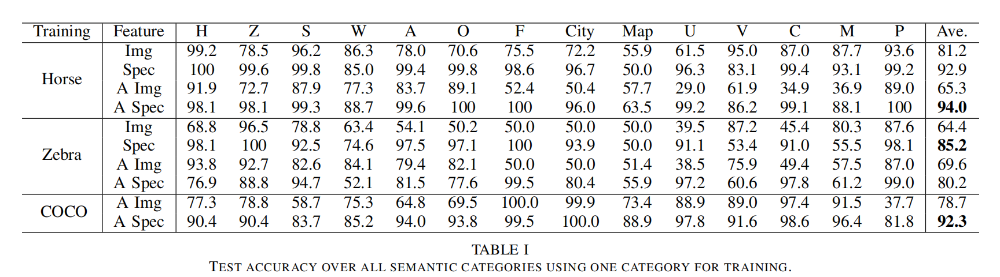 Training Feature H Z S W A O F City Map U V C M P Ave.
Horse
Img 99.2 78.5 96.2 86.3 78.0 70.6 75.5 72.2 55.9 61.5 95.0 87.0 87.7 93.6 81.2
Spec 100 99.6 99.8 85.0 99.4 99.8 98.6 96.7 50.0 96.3 83.1 99.4 93.1 99.2 92.9
A Img 91.9 72.7 87.9 77.3 83.7 89.1 52.4 50.4 57.7 29.0 61.9 34.9 36.9 89.0 65.3
A Spec 98.1 98.1 99.3 88.7 99.6 100 100 96.0 63.5 99.2 86.2 99.1 88.1 100 94.0
Zebra
Img 68.8 96.5 78.8 63.4 54.1 50.2 50.0 50.0 50.0 39.5 87.2 45.4 80.3 87.6 64.4
Spec 98.1 100 92.5 74.6 97.5 97.1 100 93.9 50.0 91.1 53.4 91.0 55.5 98.1 85.2
A Img 93.8 92.7 82.6 84.1 79.4 82.1 50.0 50.0 51.4 38.5 75.9 49.4 57.5 87.0 69.6
A Spec 76.9 88.8 94.7 52.1 81.5 77.6 99.5 80.4 55.9 97.2 60.6 97.8 61.2 99.0 80.2
COCO
A Img 77.3 78.8 58.7 75.3 64.8 69.5 100.0 99.9 73.4 88.9 89.0 97.4 91.5 37.7 78.7
A Spec 90.4 90.4 83.7 85.2 94.0 93.8 99.5 100.0 88.9 97.8 91.6 98.6 96.4 81.8 92.3
TABLE I
TEST ACCURACY OVER ALL SEMANTIC CATEGORIES USING ONE CATEGORY FOR TRAINING.